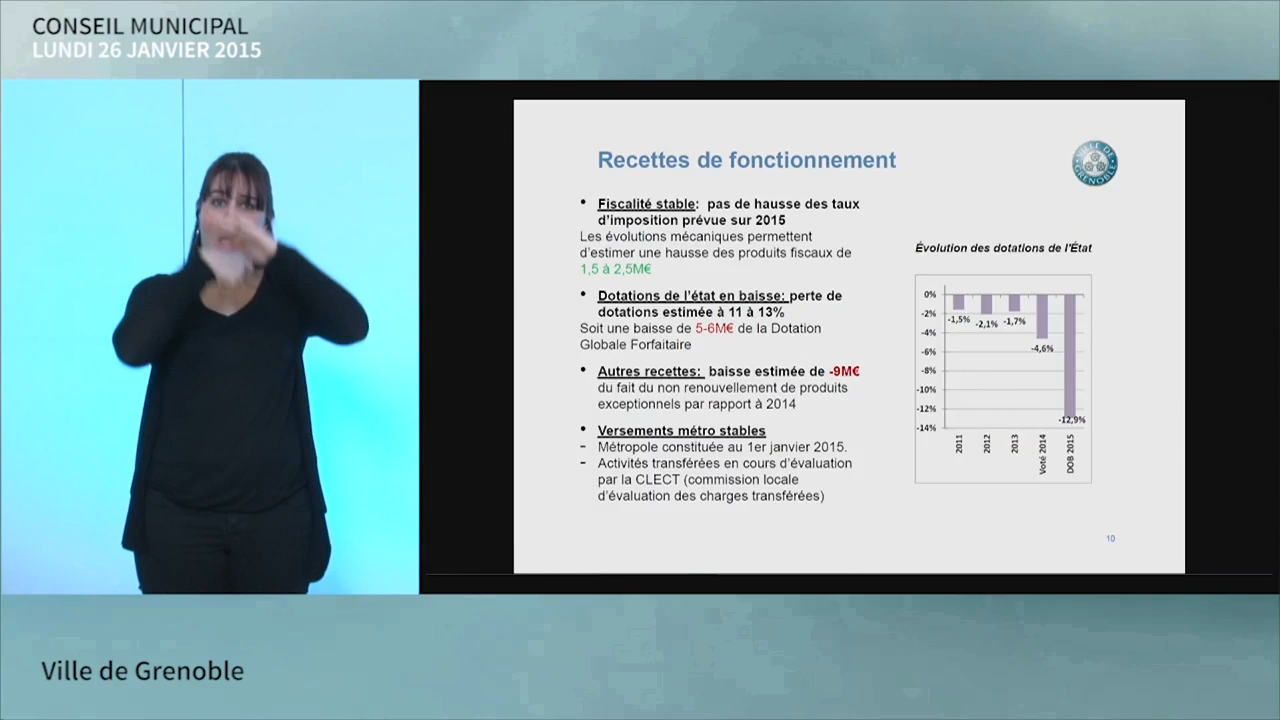 CONSEIL MUNICIPAL
LUNDI 26 JANVIER 2015
Recettes de fonctionnement
VILLE DE GRENOBLE
• Fiscalité stable: pas de hausse des taux
d'imposition prévue sur 2015
Les évolutions mécaniques permettent
d'estimer une hausse des produits fiscaux de
1,5 à 2,5M€
• Dotations de l'état en baisse: perte de
dotations estimée à 11 à 13%
Soit une baisse de 5-6M€ de la Dotation
Globale Forfaitaire
• Autres recettes: baisse estimée de -9M€
du fait du non renouvellement de produits
exceptionnels par rapport à 2014
• Versements métro stables
− Métropole constituée au 1er janvier 2015.
− Activités transférées en cours d'évaluation
par la CLECT (commission locale
d'évaluation des charges transférées)
Évolution des dotations de l'État
0%
-2%
-4%
-6%
-8%
-10%
-12%
-14%
-1,5%
-2,1%
-1,7%
-4,6%
-12,9%
2011
2012
2013
Voté 2014
DOB 2015
10
Ville de Grenoble